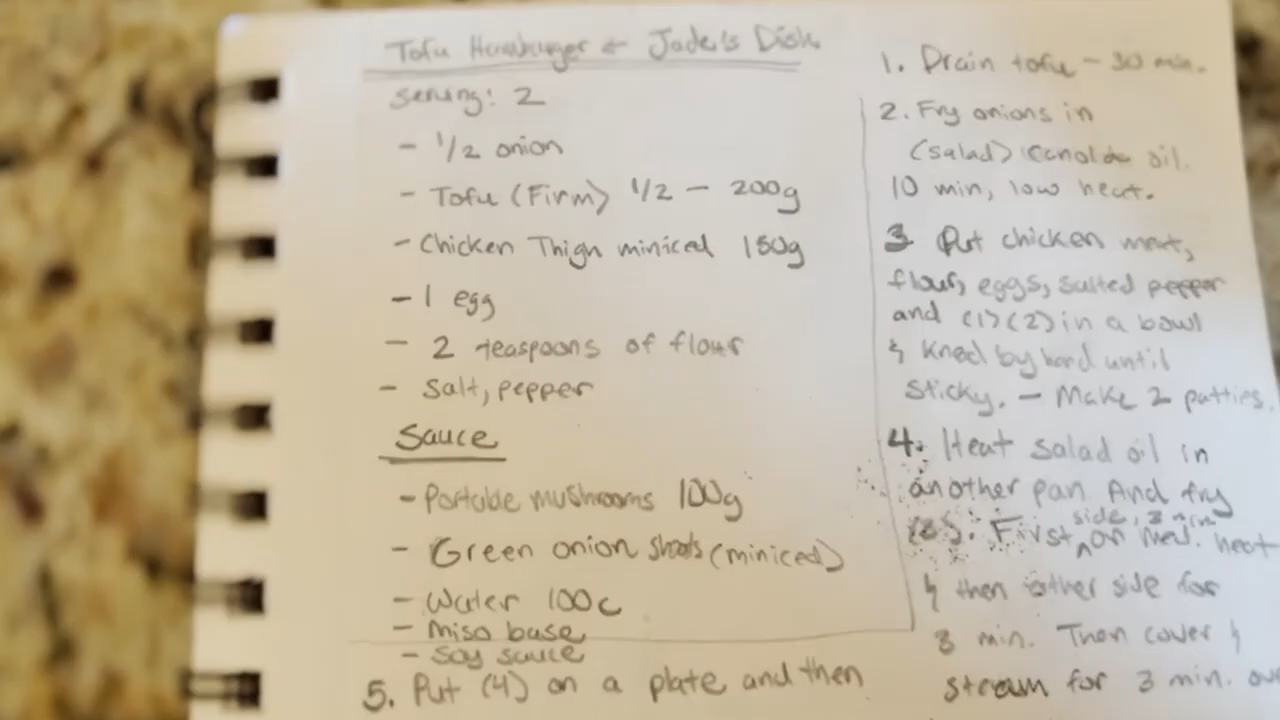 Tofu Hamburger + Jade's Dish
Serving: 2
- 1/2 onion
- Tofu (Firm) 1/2 - 200g
- Chicken Thigh miniced 150g
- 1 egg
- 2 teaspoons of flour
- Salt, pepper
Sauce
- Portable mushrooms 100g
- Green onion shoots (miniced)
- Water 100c
- Miso base
- Soy sauce
1. Drain tofu - 30 min.
2. Fry onions in
(salad) canola oil.
10 min, low heat.
3 Put chicken meat,
flour, eggs, salted pepper
and (1) (2) in a bowl
& kned by hand until
sticky. - Make 2 patties.
4. Heat salad oil in
another pan And fry
(3). First side, 3 min on med. heat
& then other side for
3 min. Then cover &
stream for 3 min.
5. Put (4) on a plate and then